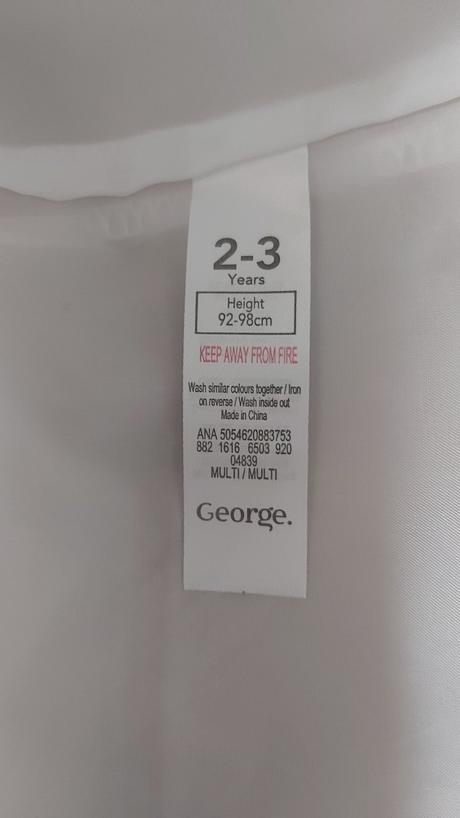 2-3
Years
Height
92-98cm
KEEP AWAY FROM FIRE
Wash similar colours together / Iron
on reverse / Wash inside out
Made in China
ANA 5054620883753
882 1616 6503 920
04839
MULTI / MULTI
George.